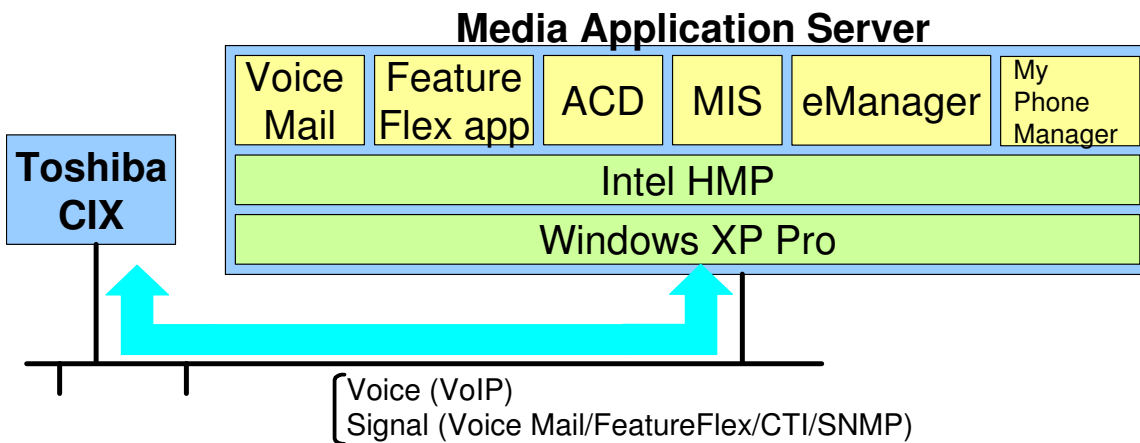 Media Application Server
Voice
Mail
Feature
Flex app
ACD
MIS
eManager
My
Phone
Manager
Toshiba
CIX
Intel HMP
Windows XP Pro
Voice (VoIP)
Signal (Voice Mail/FeatureFlex/CTI/SNMP)